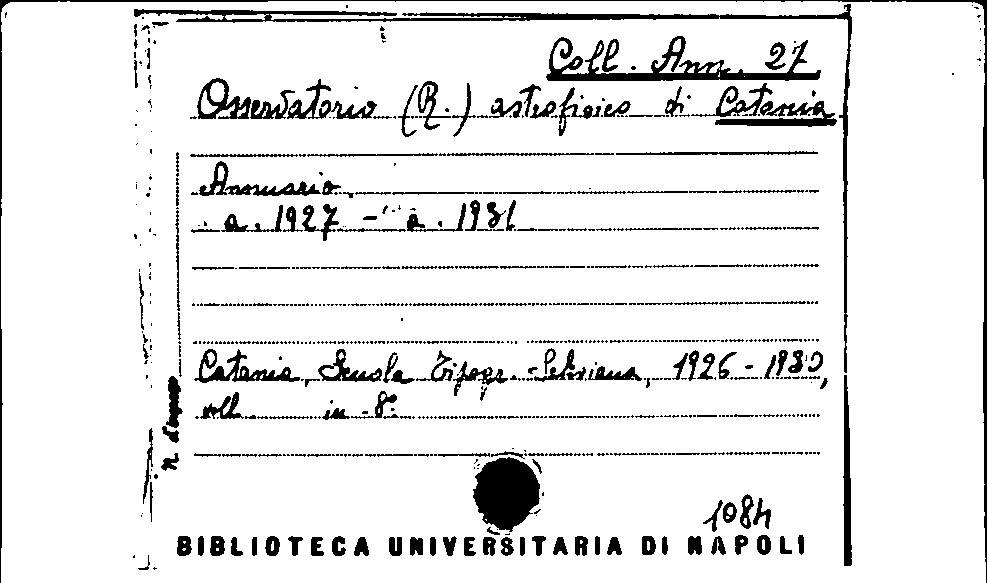 Coll. Ann. 27
Osservatorio (R.) astrofisico di Catania
Annuario.
a. 1927 - a. 1931
Catania, Scuola Tipogr. Salesiana, 1926 - 1930,
voll. in-8°
N. d'ingresso
1084
BIBLIOTECA UNIVERSITARIA DI NAPOLI